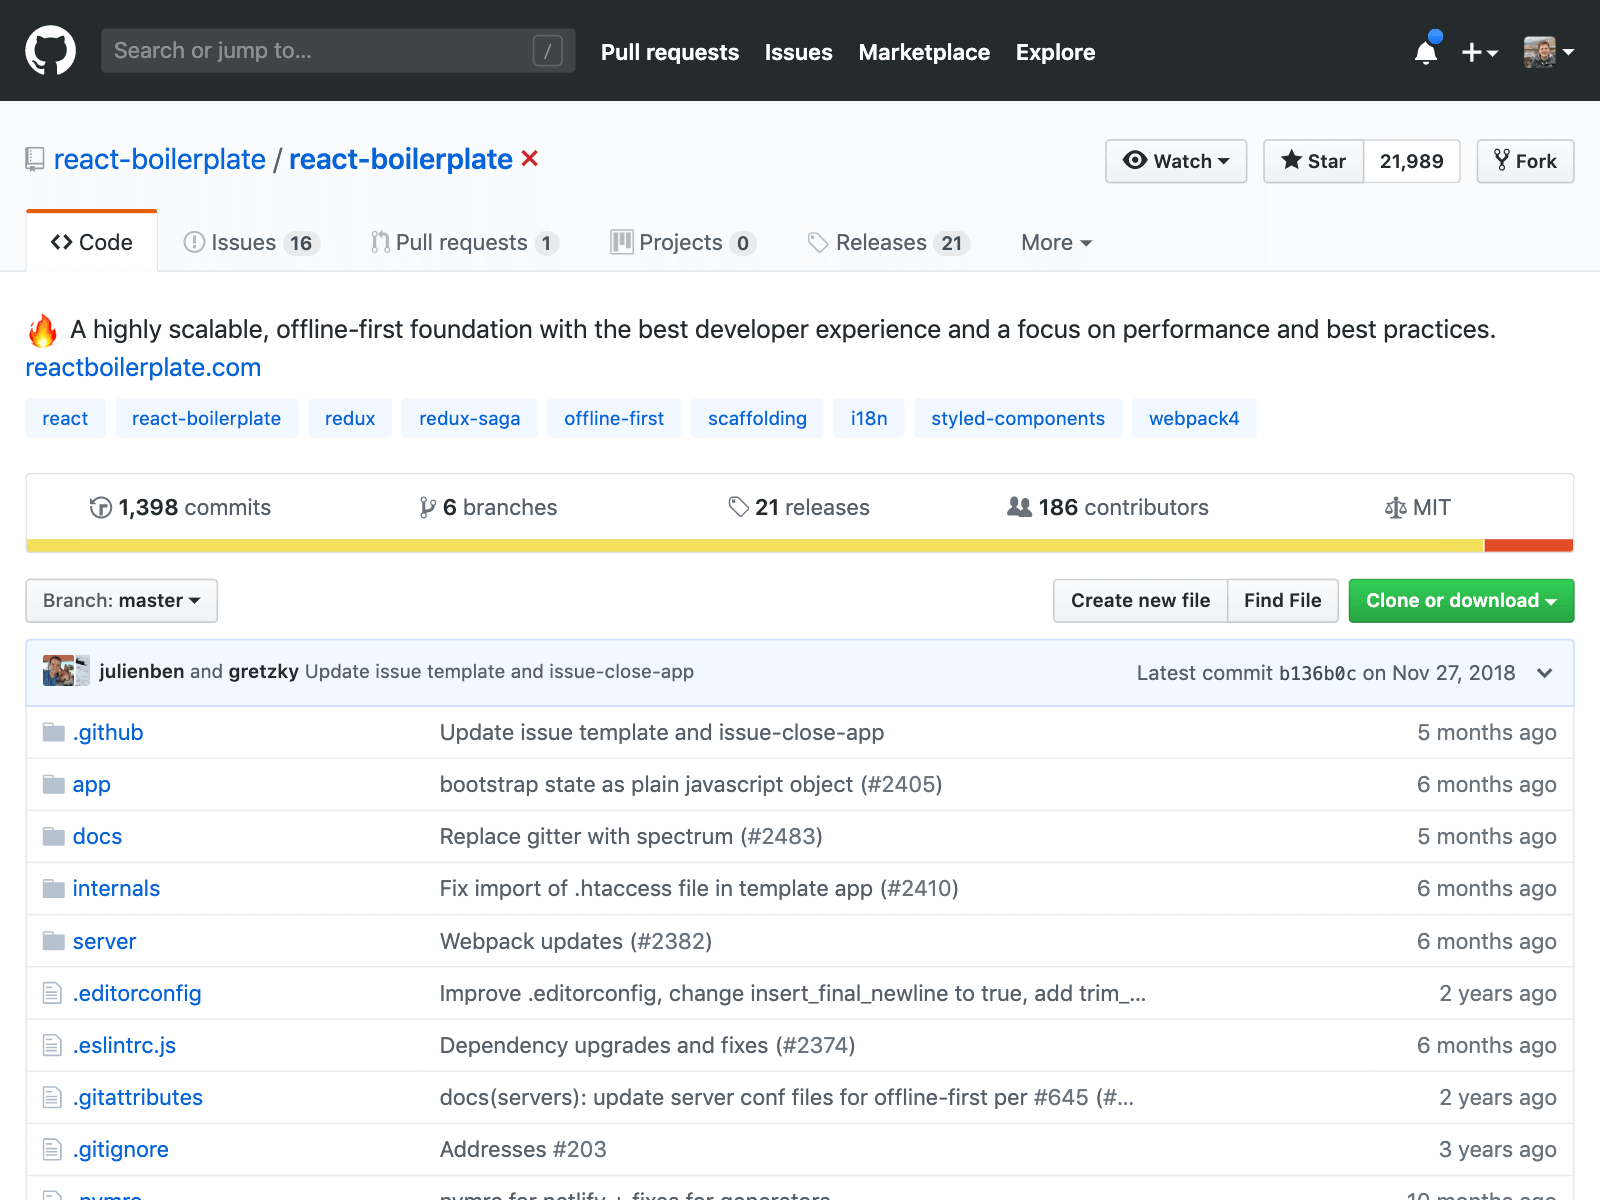 Search or jump to... /
Pull requests Issues Marketplace Explore
react-boilerplate / react-boilerplate
Watch Star 21,989 Fork
Code Issues 16 Pull requests 1 Projects 0 Releases 21 More
A highly scalable, offline-first foundation with the best developer experience and a focus on performance and best practices.
reactboilerplate.com
react react-boilerplate redux redux-saga offline-first scaffolding i18n styled-components webpack4
1,398 commits 6 branches 21 releases 186 contributors MIT
Branch: master Create new file Find File Clone or download
julienben and gretzky Update issue template and issue-close-app Latest commit b136b0c on Nov 27, 2018
.github Update issue template and issue-close-app 5 months ago
app bootstrap state as plain javascript object (#2405) 6 months ago
docs Replace gitter with spectrum (#2483) 5 months ago
internals Fix import of .htaccess file in template app (#2410) 6 months ago
server Webpack updates (#2382) 6 months ago
.editorconfig Improve .editorconfig, change insert_final_newline to true, add trim_... 2 years ago
.eslintrc.js Dependency upgrades and fixes (#2374) 6 months ago
.gitattributes docs(servers): update server conf files for offline-first per #645 (#... 2 years ago
.gitignore Addresses #203 3 years ago
10 months ago